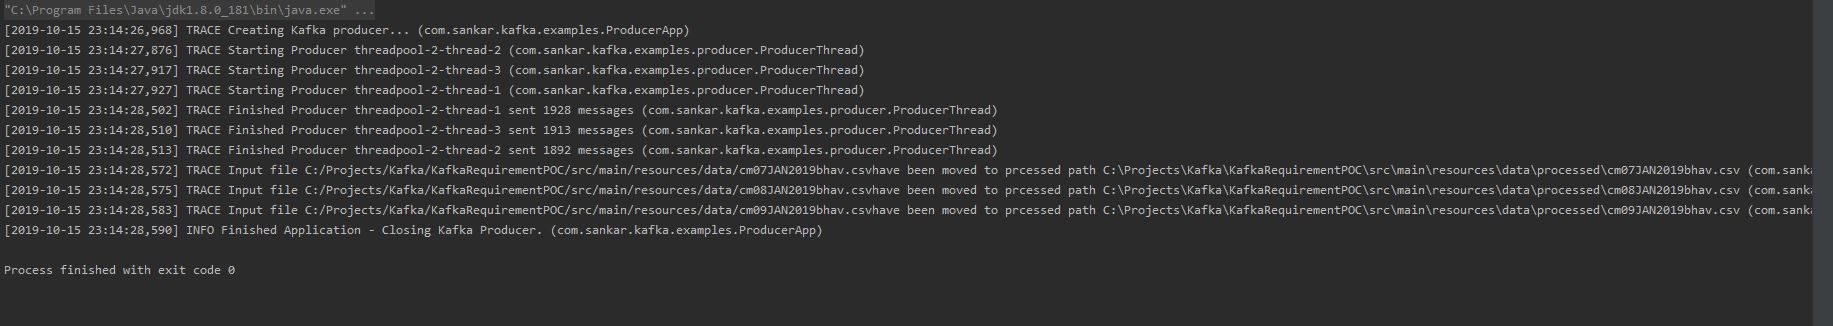 "C:\Program Files\Java\jdk1.8.0_181\bin\java.exe" ...
[2019-10-15 23:14:26,968] TRACE Creating Kafka producer... (com.sankar.kafka.examples.ProducerApp)
[2019-10-15 23:14:27,876] TRACE Starting Producer threadpool-2-thread-2 (com.sankar.kafka.examples.producer.ProducerThread)
[2019-10-15 23:14:27,917] TRACE Starting Producer threadpool-2-thread-3 (com.sankar.kafka.examples.producer.ProducerThread)
[2019-10-15 23:14:27,927] TRACE Starting Producer threadpool-2-thread-1 (com.sankar.kafka.examples.producer.ProducerThread)
[2019-10-15 23:14:28,502] TRACE Finished Producer threadpool-2-thread-1 sent 1928 messages (com.sankar.kafka.examples.producer.ProducerThread)
[2019-10-15 23:14:28,510] TRACE Finished Producer threadpool-2-thread-3 sent 1913 messages (com.sankar.kafka.examples.producer.ProducerThread)
[2019-10-15 23:14:28,513] TRACE Finished Producer threadpool-2-thread-2 sent 1892 messages (com.sankar.kafka.examples.producer.ProducerThread)
[2019-10-15 23:14:28,572] TRACE Input file C:/Projects/Kafka/KafkaRequirementPOC/src/main/resources/data/cm07JAN2019bhav.csvhave been moved to prcessed path C:\Projects\Kafka\KafkaRequirementPOC\src\main\resources\data\processed\cm07JAN2019bhav.csv (com.sanka
[2019-10-15 23:14:28,575] TRACE Input file C:/Projects/Kafka/KafkaRequirementPOC/src/main/resources/data/cm08JAN2019bhav.csvhave been moved to prcessed path C:\Projects\Kafka\KafkaRequirementPOC\src\main\resources\data\processed\cm08JAN2019bhav.csv (com.sanka
[2019-10-15 23:14:28,583] TRACE Input file C:/Projects/Kafka/KafkaRequirementPOC/src/main/resources/data/cm09JAN2019bhav.csvhave been moved to prcessed path C:\Projects\Kafka\KafkaRequirementPOC\src\main\resources\data\processed\cm09JAN2019bhav.csv (com.sanka
[2019-10-15 23:14:28,590] INFO Finished Application - Closing Kafka Producer. (com.sankar.kafka.examples.ProducerApp)
Process finished with exit code 0